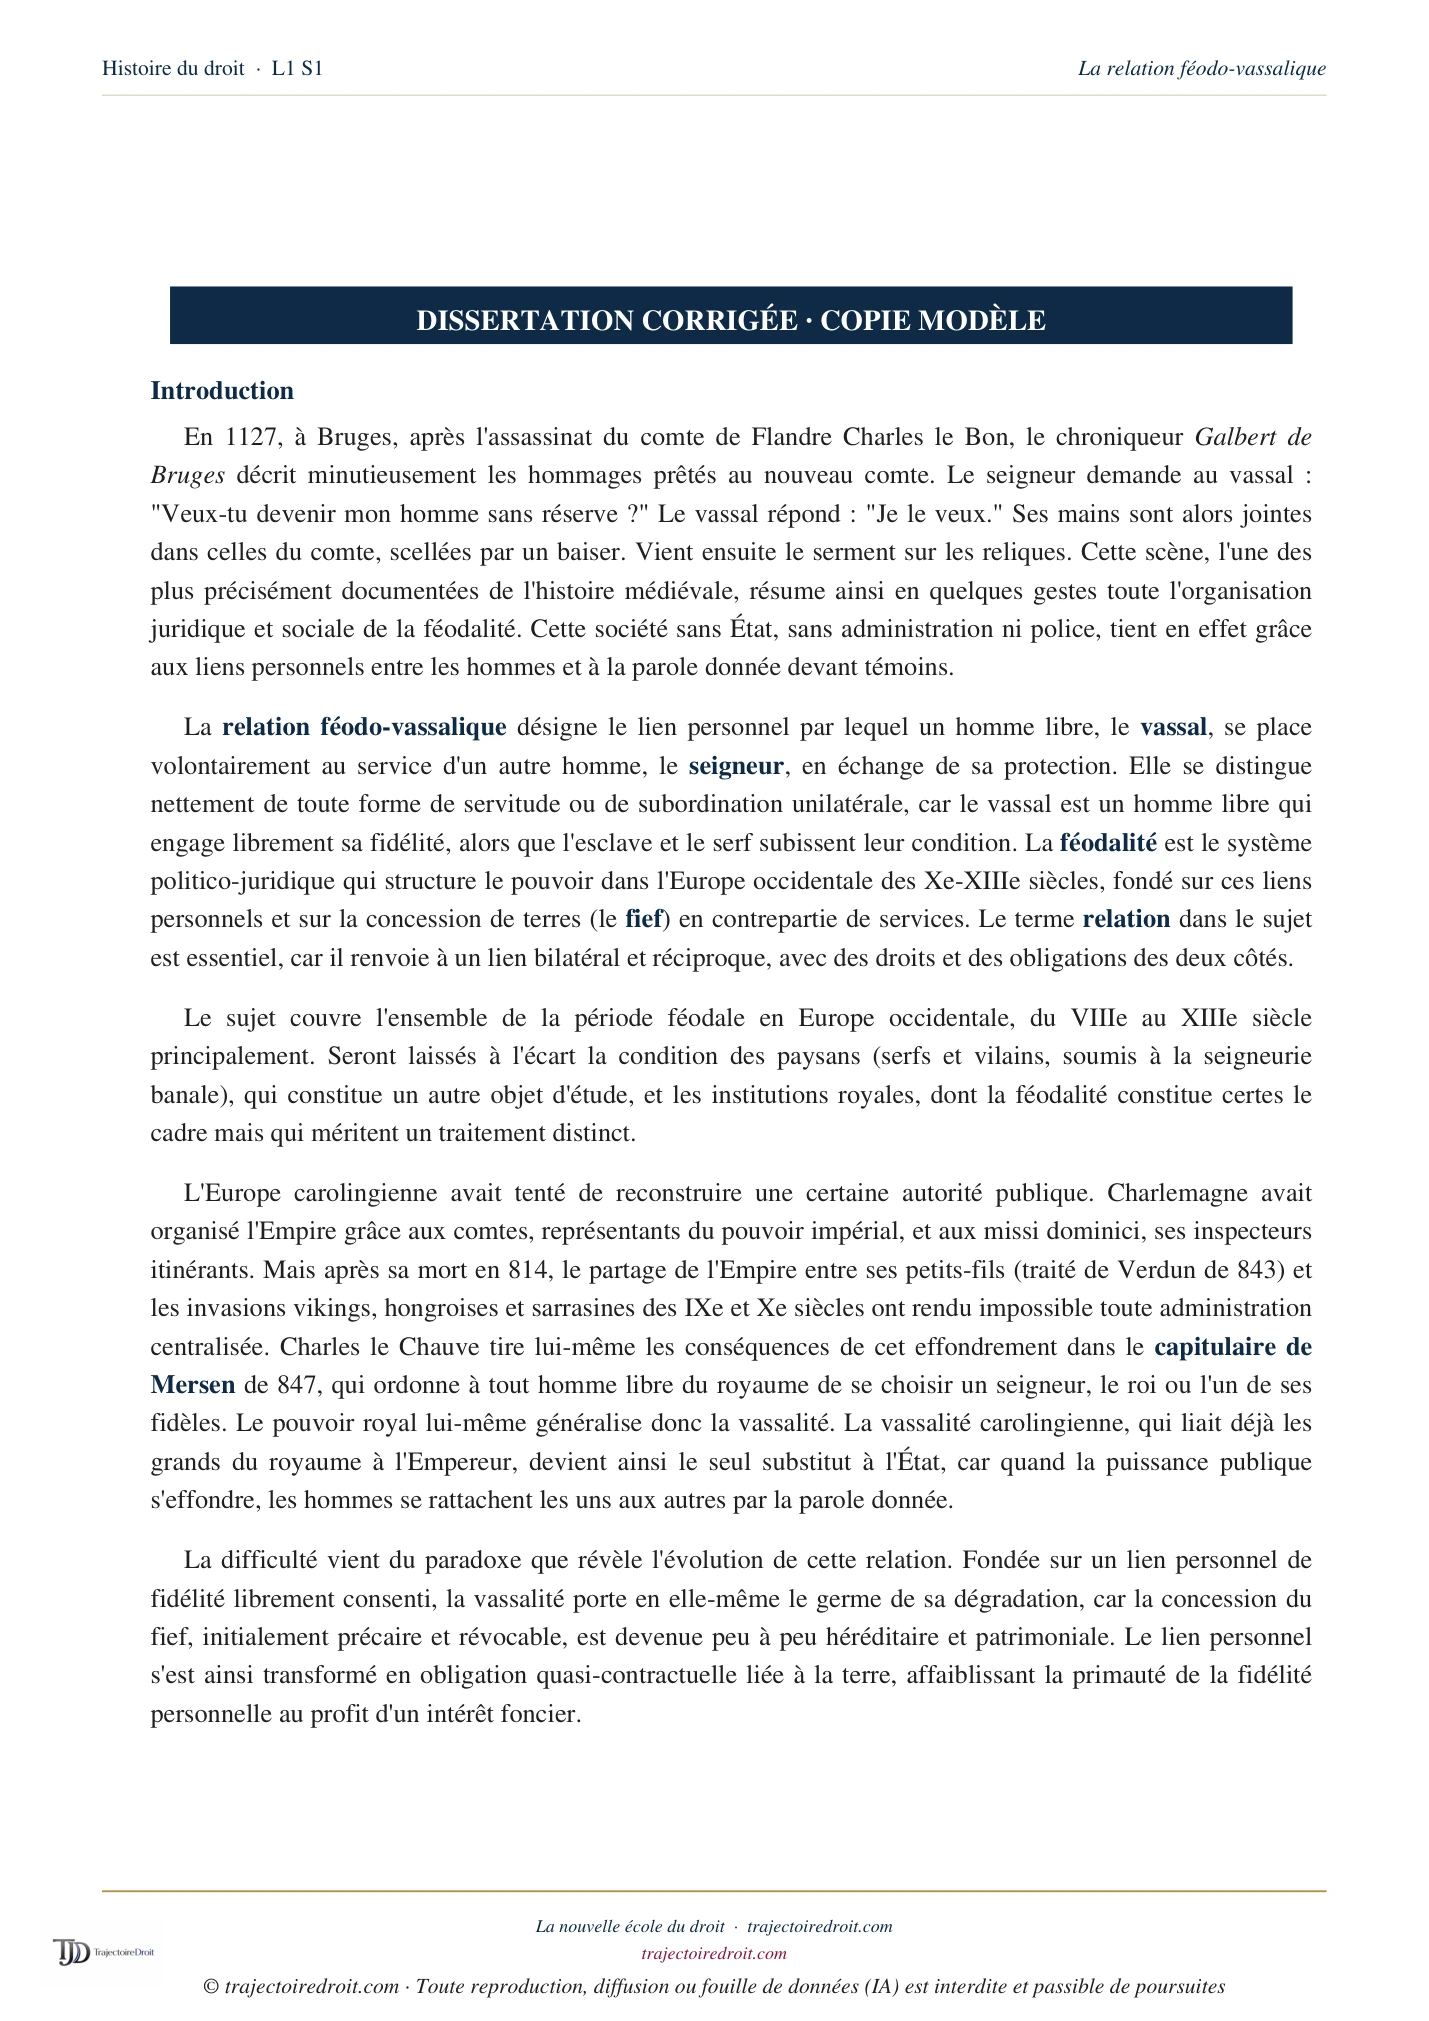 Histoire du droit · L1 S1
La relation féodo-vassalique
DISSERTATION CORRIGÉE · COPIE MODÈLE
Introduction
En 1127, à Bruges, après l'assassinat du comte de Flandre Charles le Bon, le chroniqueur Galbert de
Bruges décrit minutieusement les hommages prêtés au nouveau comte. Le seigneur demande au vassal :
"Veux-tu devenir mon homme sans réserve ?" Le vassal répond : "Je le veux." Ses mains sont alors jointes
dans celles du comte, scellées par un baiser. Vient ensuite le serment sur les reliques. Cette scène, l'une des
plus précisément documentées de l'histoire médiévale, résume ainsi en quelques gestes toute l'organisation
juridique et sociale de la féodalité. Cette société sans État, sans administration ni police, tient en effet grâce
aux liens personnels entre les hommes et à la parole donnée devant témoins.
La relation féodo-vassalique désigne le lien personnel par lequel un homme libre, le vassal, se place
volontairement au service d'un autre homme, le seigneur, en échange de sa protection. Elle se distingue
nettement de toute forme de servitude ou de subordination unilatérale, car le vassal est un homme libre qui
engage librement sa fidélité, alors que l'esclave et le serf subissent leur condition. La féodalité est le système
politico-juridique qui structure le pouvoir dans l'Europe occidentale des Xe-XIIIe siècles, fondé sur ces liens
personnels et sur la concession de terres (le fief) en contrepartie de services. Le terme relation dans le sujet
est essentiel, car il renvoie à un lien bilatéral et réciproque, avec des droits et des obligations des deux côtés.
Le sujet couvre l'ensemble de la période féodale en Europe occidentale, du VIIIe au XIIIe siècle
principalement. Seront laissés à l'écart la condition des paysans (serfs et vilains, soumis à la seigneurie
banale), qui constitue un autre objet d'étude, et les institutions royales, dont la féodalité constitue certes le
cadre mais qui méritent un traitement distinct.
L'Europe carolingienne avait tenté de reconstruire une certaine autorité publique. Charlemagne avait
organisé l'Empire grâce aux comtes, représentants du pouvoir impérial, et aux missi dominici, ses inspecteurs
itinérants. Mais après sa mort en 814, le partage de l'Empire entre ses petits-fils (traité de Verdun de 843) et
les invasions vikings, hongroises et sarrasines des IXe et Xe siècles ont rendu impossible toute administration
centralisée. Charles le Chauve tire lui-même les conséquences de cet effondrement dans le capitulaire de
Mersen de 847, qui ordonne à tout homme libre du royaume de se choisir un seigneur, le roi ou l'un de ses
fidèles. Le pouvoir royal lui-même généralise donc la vassalité. La vassalité carolingienne, qui liait déjà les
grands du royaume à l'Empereur, devient ainsi le seul substitut à l'État, car quand la puissance publique
s'effondre, les hommes se rattachent les uns aux autres par la parole donnée.
La difficulté vient du paradoxe que révèle l'évolution de cette relation. Fondée sur un lien personnel de
fidélité librement consenti, la vassalité porte en elle-même le germe de sa dégradation, car la concession du
fief, initialement précaire et révocable, est devenue peu à peu héréditaire et patrimoniale. Le lien personnel
s'est ainsi transformé en obligation quasi-contractuelle liée à la terre, affaiblissant la primauté de la fidélité
personnelle au profit d'un intérêt foncier.
La nouvelle école du droit · trajectoiredroit.com
trajectoiredroit.com
TJD TrajectoireDroit
© trajectoiredroit.com · Toute reproduction, diffusion ou fouille de données (IA) est interdite et passible de poursuites